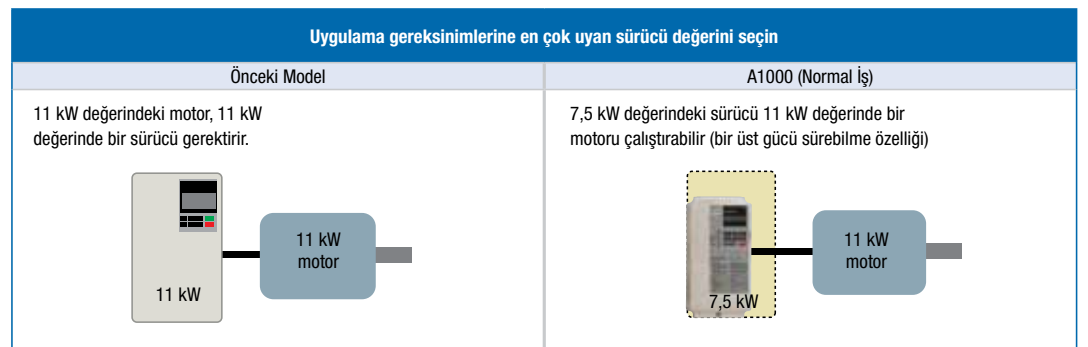 Uygulama gereksinimlerine en çok uyan sürücü değerini seçin
Önceki Model
A1000 (Normal İş)
11 kW değerindeki motor, 11 kW
değerinde bir sürücü gerektirir.
7,5 kW değerindeki sürücü 11 kW değerinde bir
motoru çalıştırabilir (bir üst gücü sürebilme özelliği)
11 kW
motor
11 kW
11 kW
motor
7,5 kW